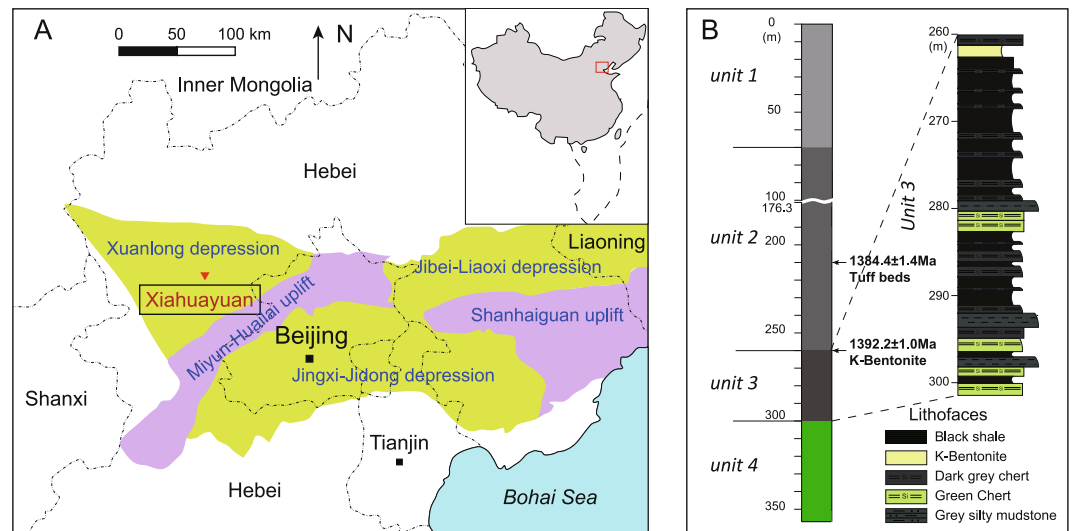 A
0 50 100 km
N
Inner Mongolia
Hebei
Xuanlong depression
Liaoning
Jibei-Liaoxi depression
Xiahuayuan
Miyun-Huailai uplift
Shanhaiguan uplift
Beijing
Jingxi-Jidong depression
Shanxi
Tianjin
Hebei
Bohai Sea
B
0
(m)
unit 1
50
100
176.3
unit 2
200
1384.4±1.4Ma
Tuff beds
250
1392.2±1.0Ma
K-Bentonite
unit 3
300
unit 4
350
Unit 3
260
(m)
270
280
290
300
Lithofaces
Black shale
K-Bentonite
Si
Dark grey chert
Si
Green Chert
Grey silty mudstone